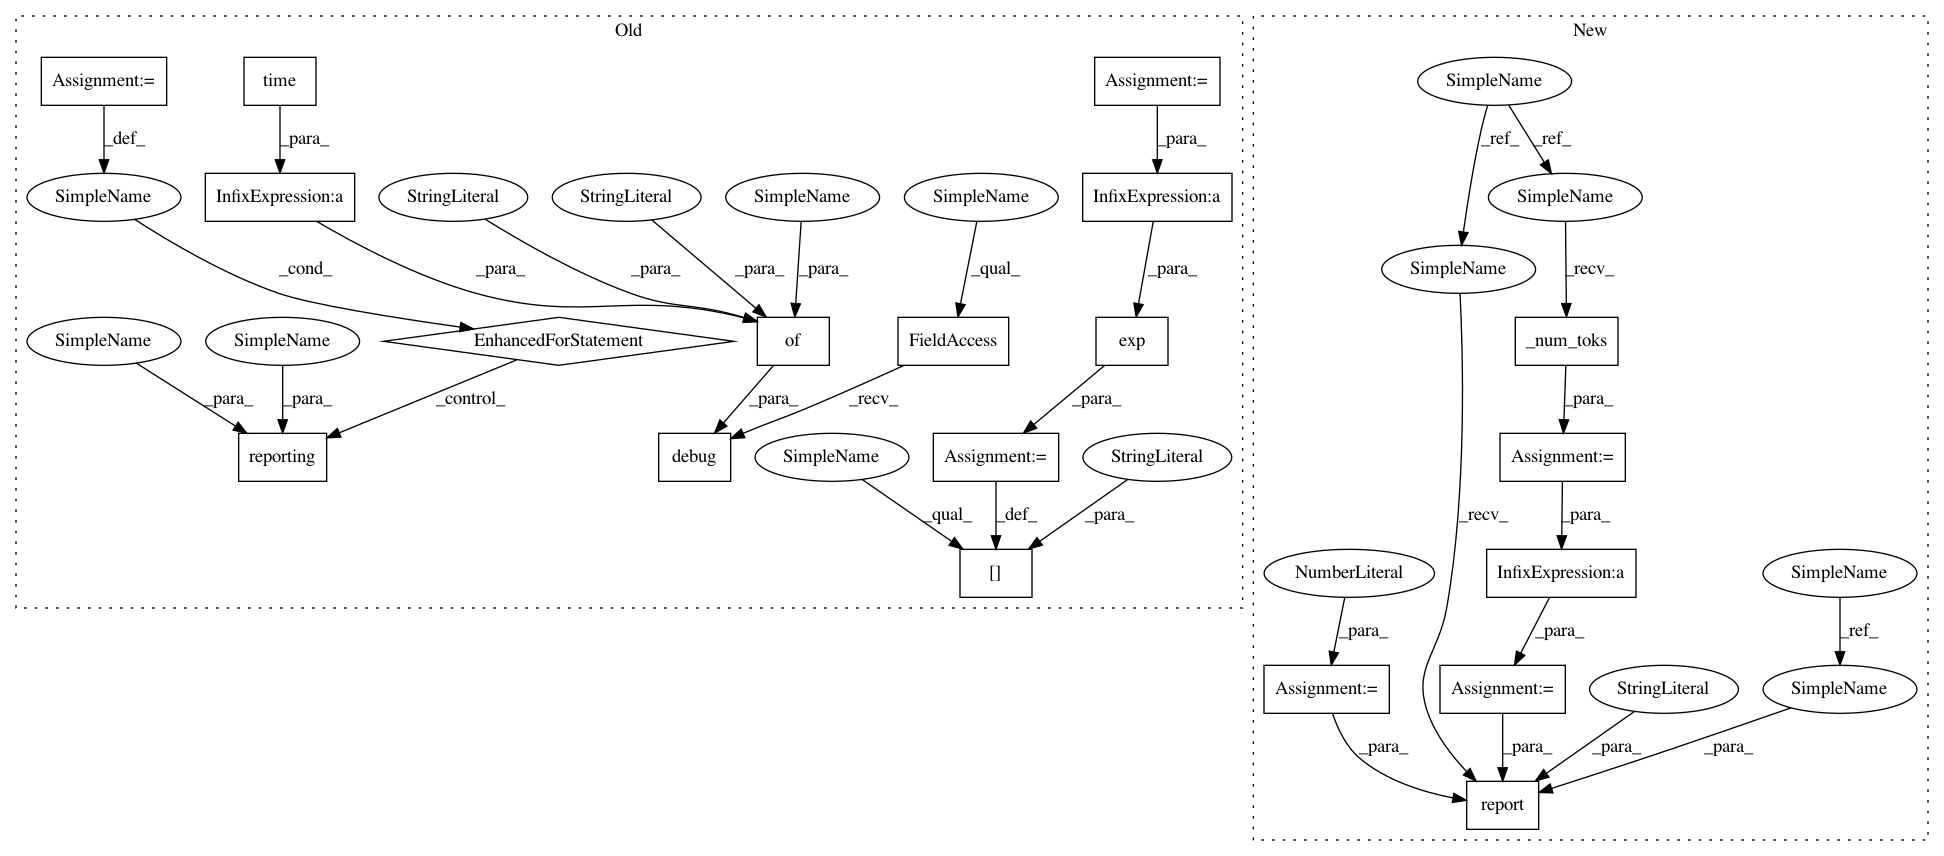 Old
New
Assignment:=
time
Assignment:=
SimpleName
_def_
_para_
_para_
_ref_
_ref_
SimpleName
InfixExpression:a
StringLiteral
StringLiteral
SimpleName
SimpleName
InfixExpression:a
SimpleName
_cond_
_para_
_para_
_para_
_para_
_qual_
_para_
SimpleName
_recv_
SimpleName
SimpleName
EnhancedForStatement
of
FieldAccess
exp
_num_toks
_para_
_para_
_control_
_para_
_recv_
_para_
_para_
reporting
debug
SimpleName
Assignment:=
StringLiteral
Assignment:=
_qual_
_def_
_para_
_recv_
_para_
[]
NumberLiteral
InfixExpression:a
SimpleName
_para_
_para_
_ref_
Assignment:=
Assignment:=
StringLiteral
SimpleName
_para_
_para_
_para_
_para_
report